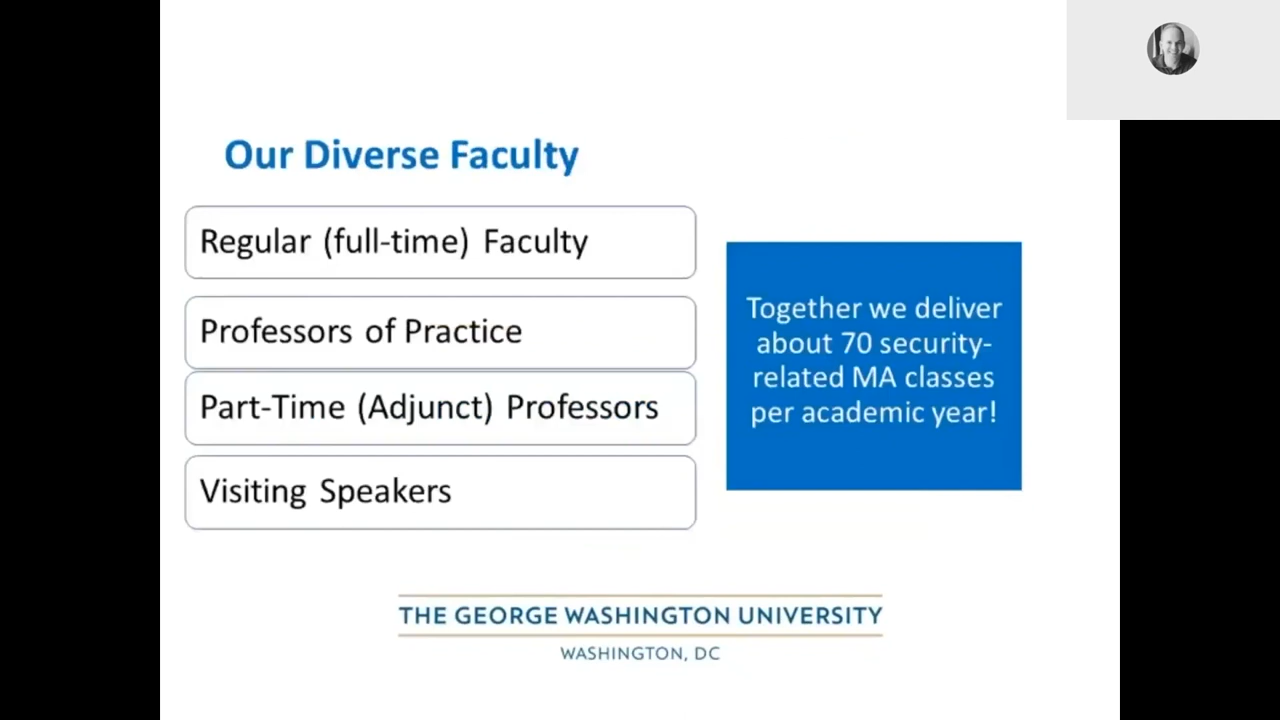 Our Diverse Faculty
Regular (full-time) Faculty
Professors of Practice
Part-Time (Adjunct) Professors
Visiting Speakers
Together we deliver
about 70 security-
related MA classes
per academic year!
THE GEORGE WASHINGTON UNIVERSITY
WASHINGTON, DC